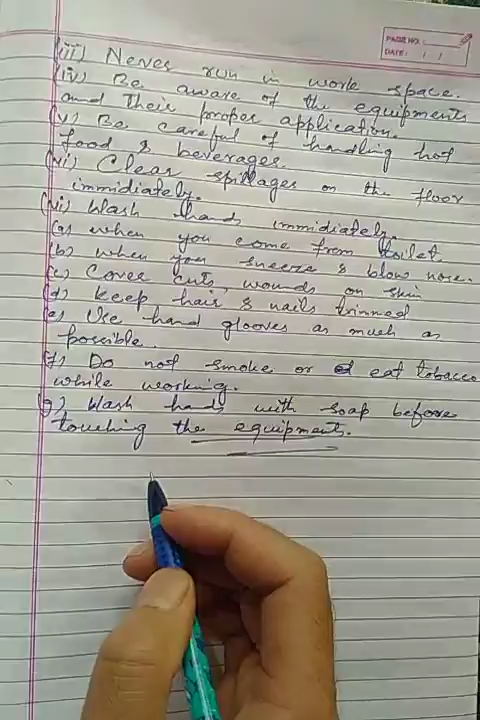 PAGE NO.:
DATE: / /
(iii) Never run in work space.
(iv) Be aware of the equipments
and their proper application.
(v) Be careful of handling hot
food & beverages.
(vi) Clear spillages on the floor
immidiately.
(vi) Wash hands immidiately.
(a) when you come from toilet.
(b) when you sneeze & blow nose.
(c) Cover cuts, wounds on skin
(d) Keep hair & nails trinned
(e) Use hand glooves as much as
possible.
(f) Do not smoke or eat tobacco
while working.
(g) Wash hands with soap before
touching the equipments.